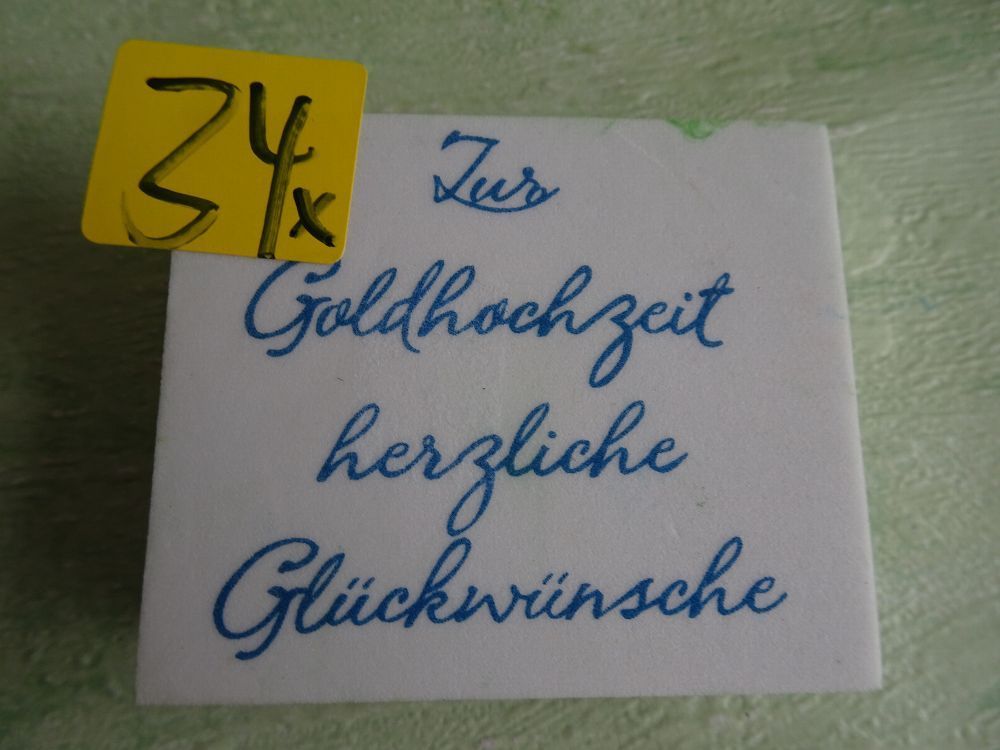 34x
Zur
Goldhochzeit
herzliche
Glückwünsche